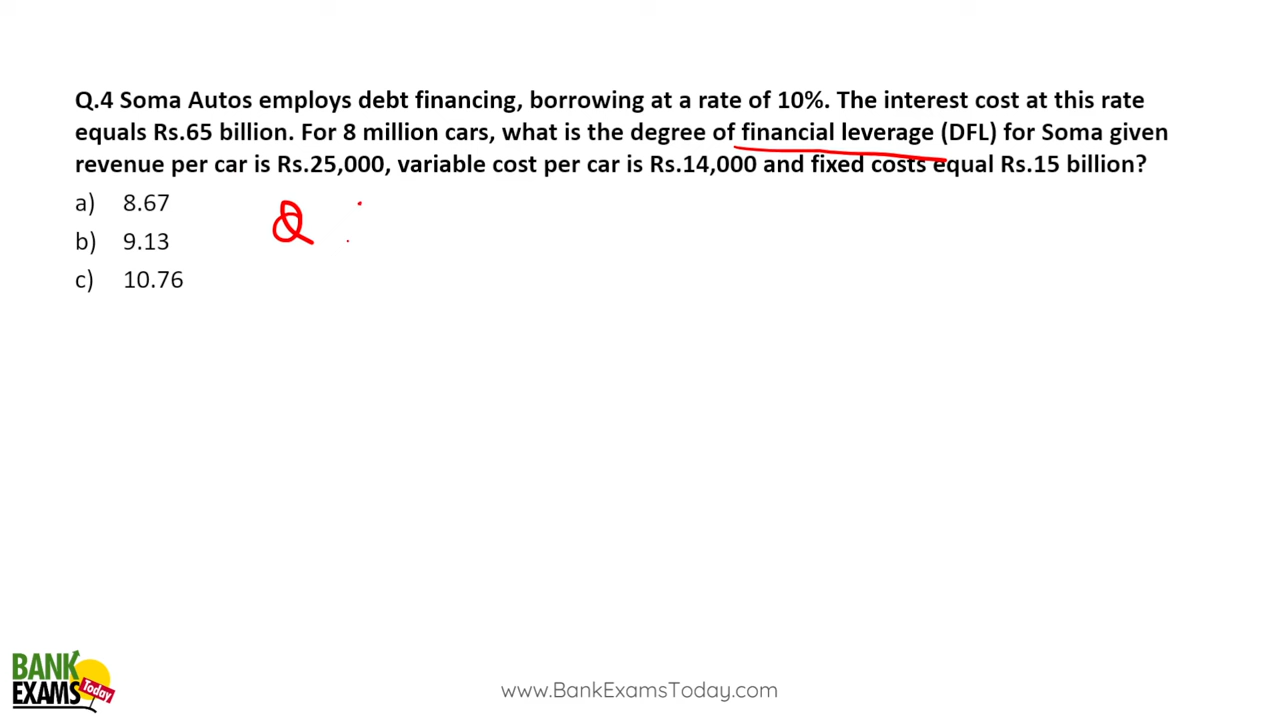 Q.4 Soma Autos employs debt financing, borrowing at a rate of 10%. The interest cost at this rate
equals Rs.65 billion. For 8 million cars, what is the degree of financial leverage (DFL) for Soma given
revenue per car is Rs.25,000, variable cost per car is Rs.14,000 and fixed costs equal Rs.15 billion?
a) 8.67
b) 9.13
c) 10.76
Q
BANK
EXAMS Today
www.BankExamsToday.com